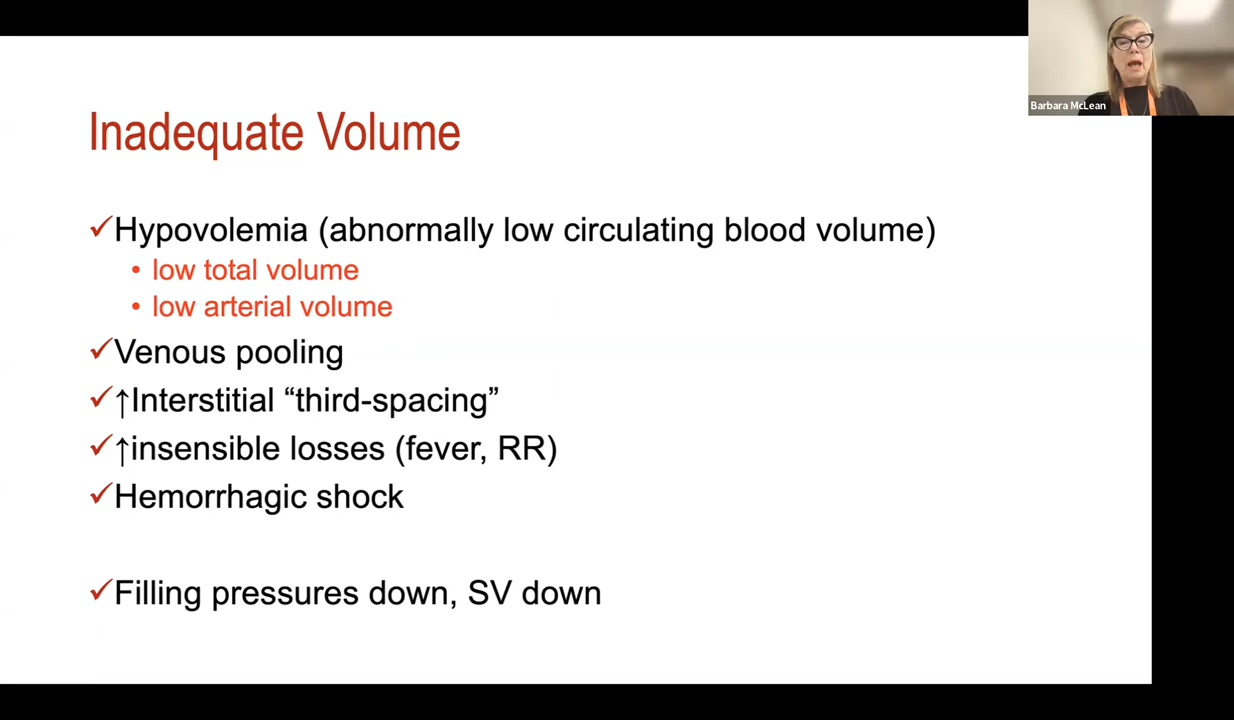 Barbara McLean
Inadequate Volume
✓Hypovolemia (abnormally low circulating blood volume)
• low total volume
• low arterial volume
✓Venous pooling
✓↑Interstitial “third-spacing”
✓↑insensible losses (fever, RR)
✓Hemorrhagic shock
✓Filling pressures down, SV down